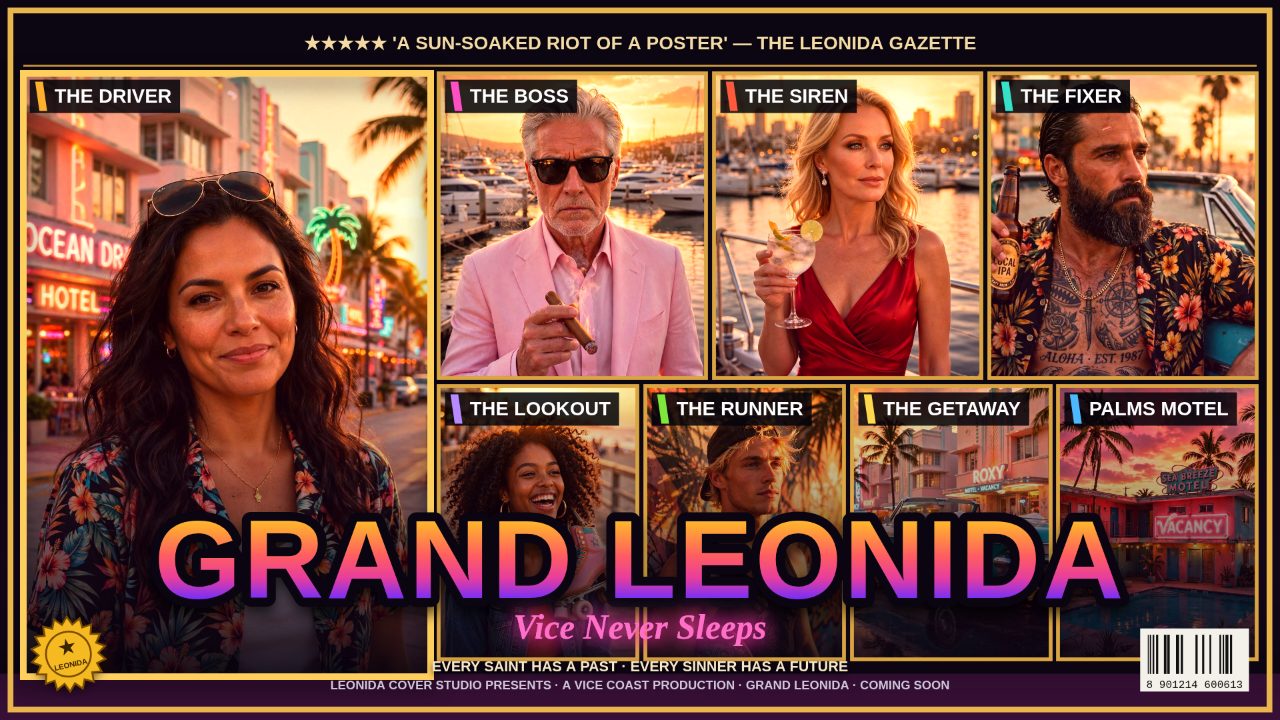 ★★★★★ 'A SUN-SOAKED RIOT OF A POSTER' — THE LEONIDA GAZETTE
THE DRIVER
THE BOSS
THE SIREN
THE FIXER
OCEAN DR
HOTEL
LOCAL
IPA
ALOHA · EST. 1987
THE LOOKOUT
THE RUNNER
THE GETAWAY
PALMS MOTEL
ROXY
MOTEL · VACANCY
SEA BREEZE
MOTEL
VACANCY
GRAND LEONIDA
Vice Never Sleeps
EVERY SAINT HAS A PAST · EVERY SINNER HAS A FUTURE
LEONIDA COVER STUDIO PRESENTS · A VICE COAST PRODUCTION · GRAND LEONIDA · COMING SOON
★
LEONIDA
8 901214 600613